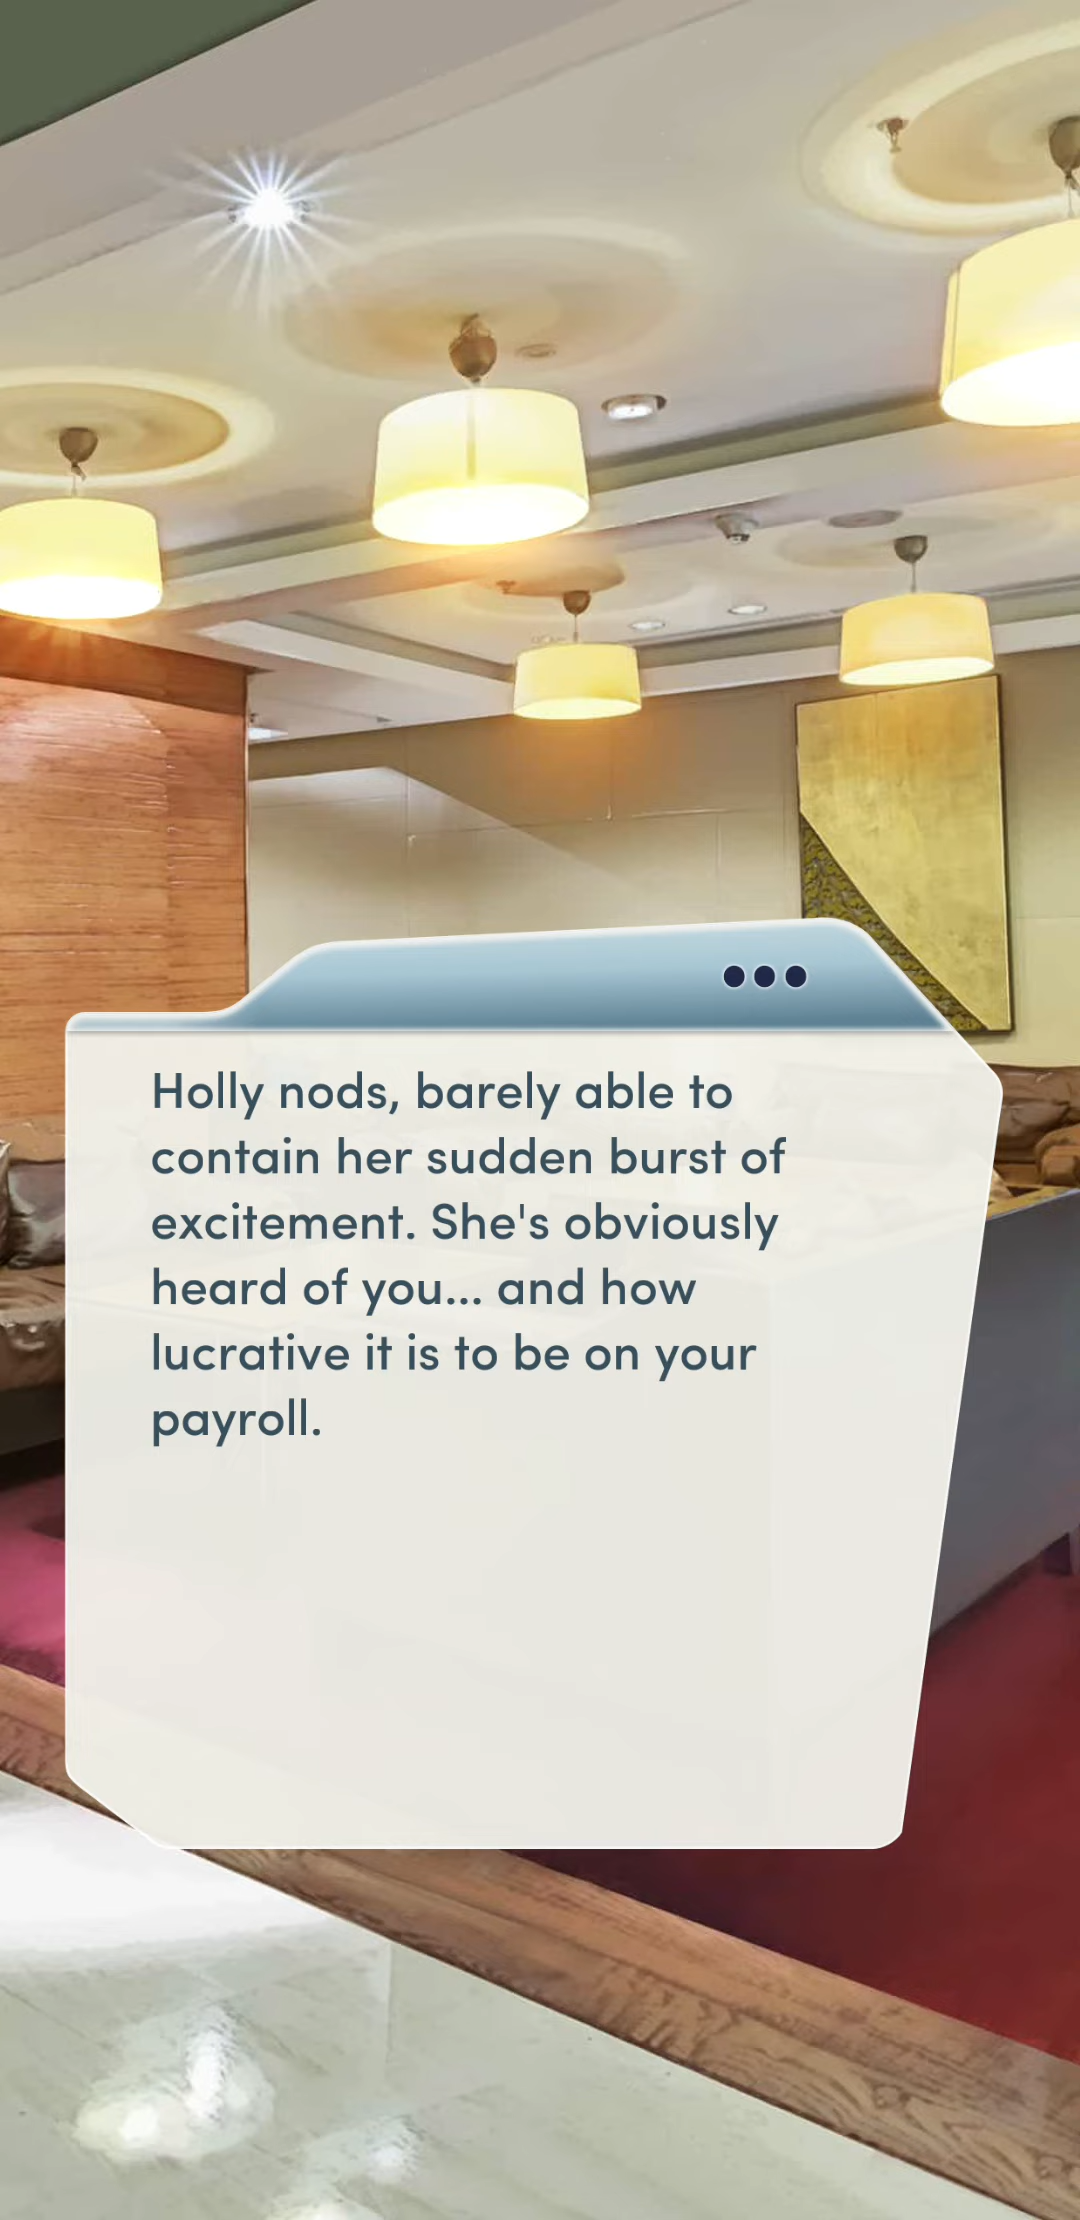 Holly nods, barely able to
contain her sudden burst of
excitement. She's obviously
heard of you... and how
lucrative it is to be on your
payroll.